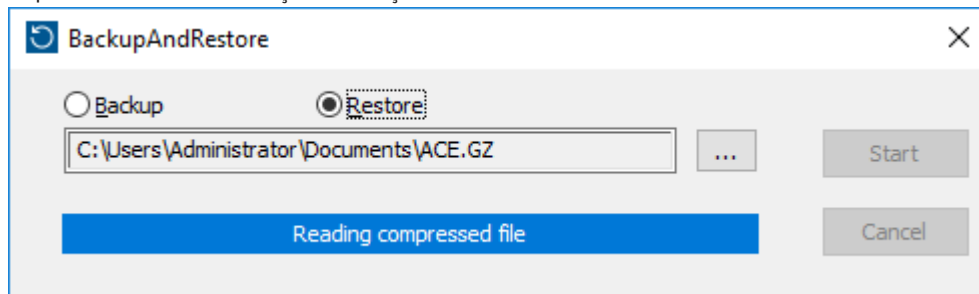 BackupAndRestore
Backup Restore
C:\Users\Administrator\Documents\ACE.GZ ... Start
Reading compressed file Cancel